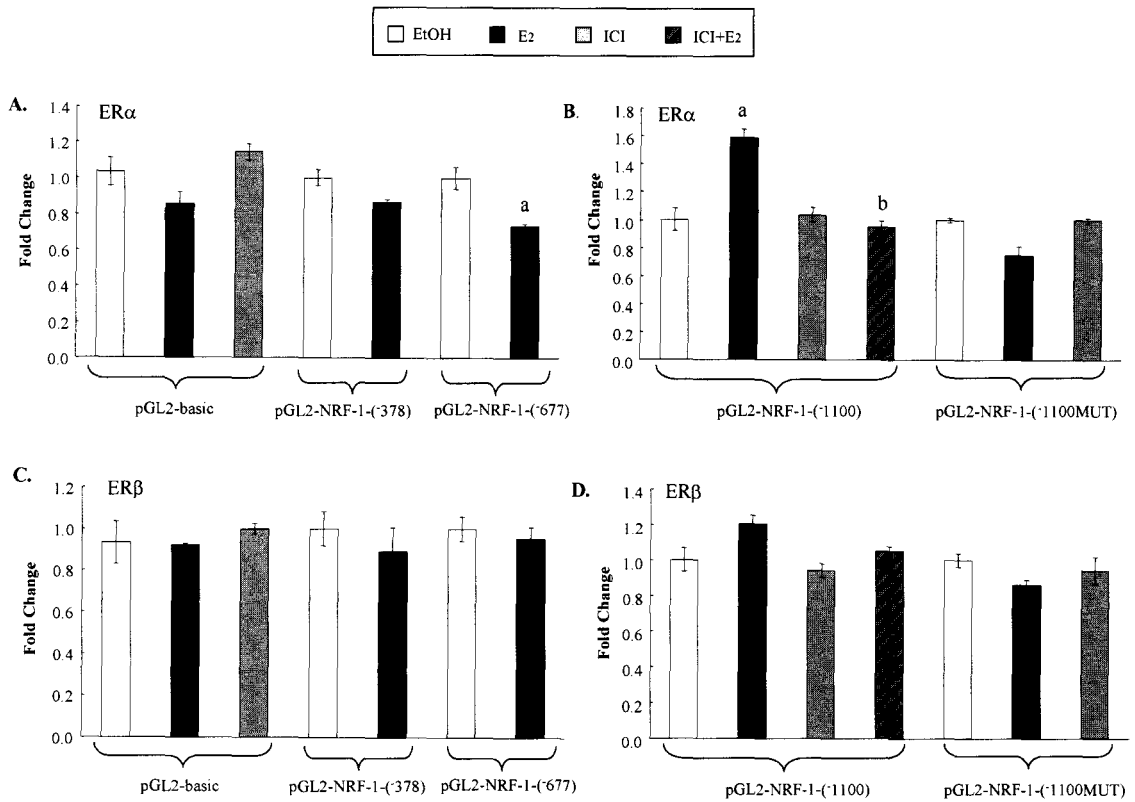 EtOH E2 ICI ICI+E2
A.
ERα
Fold Change
1.4
1.2
1.0
0.8
0.6
0.4
0.2
0.0
a
pGL2-basic pGL2-NRF-1-(-378) pGL2-NRF-1-(-677)
B.
ERα
Fold Change
1.8
1.6
1.4
1.2
1.0
0.8
0.6
0.4
0.2
0.0
a
b
pGL2-NRF-1-(-1100) pGL2-NRF-1-(-1100MUT)
C.
ERβ
Fold Change
1.2
1.0
0.8
0.6
0.4
0.2
0.0
pGL2-basic pGL2-NRF-1-(-378) pGL2-NRF-1-(-677)
D.
ERβ
Fold Change
1.4
1.2
1.0
0.8
0.6
0.4
0.2
0.0
pGL2-NRF-1-(-1100) pGL2-NRF-1-(-1100MUT)